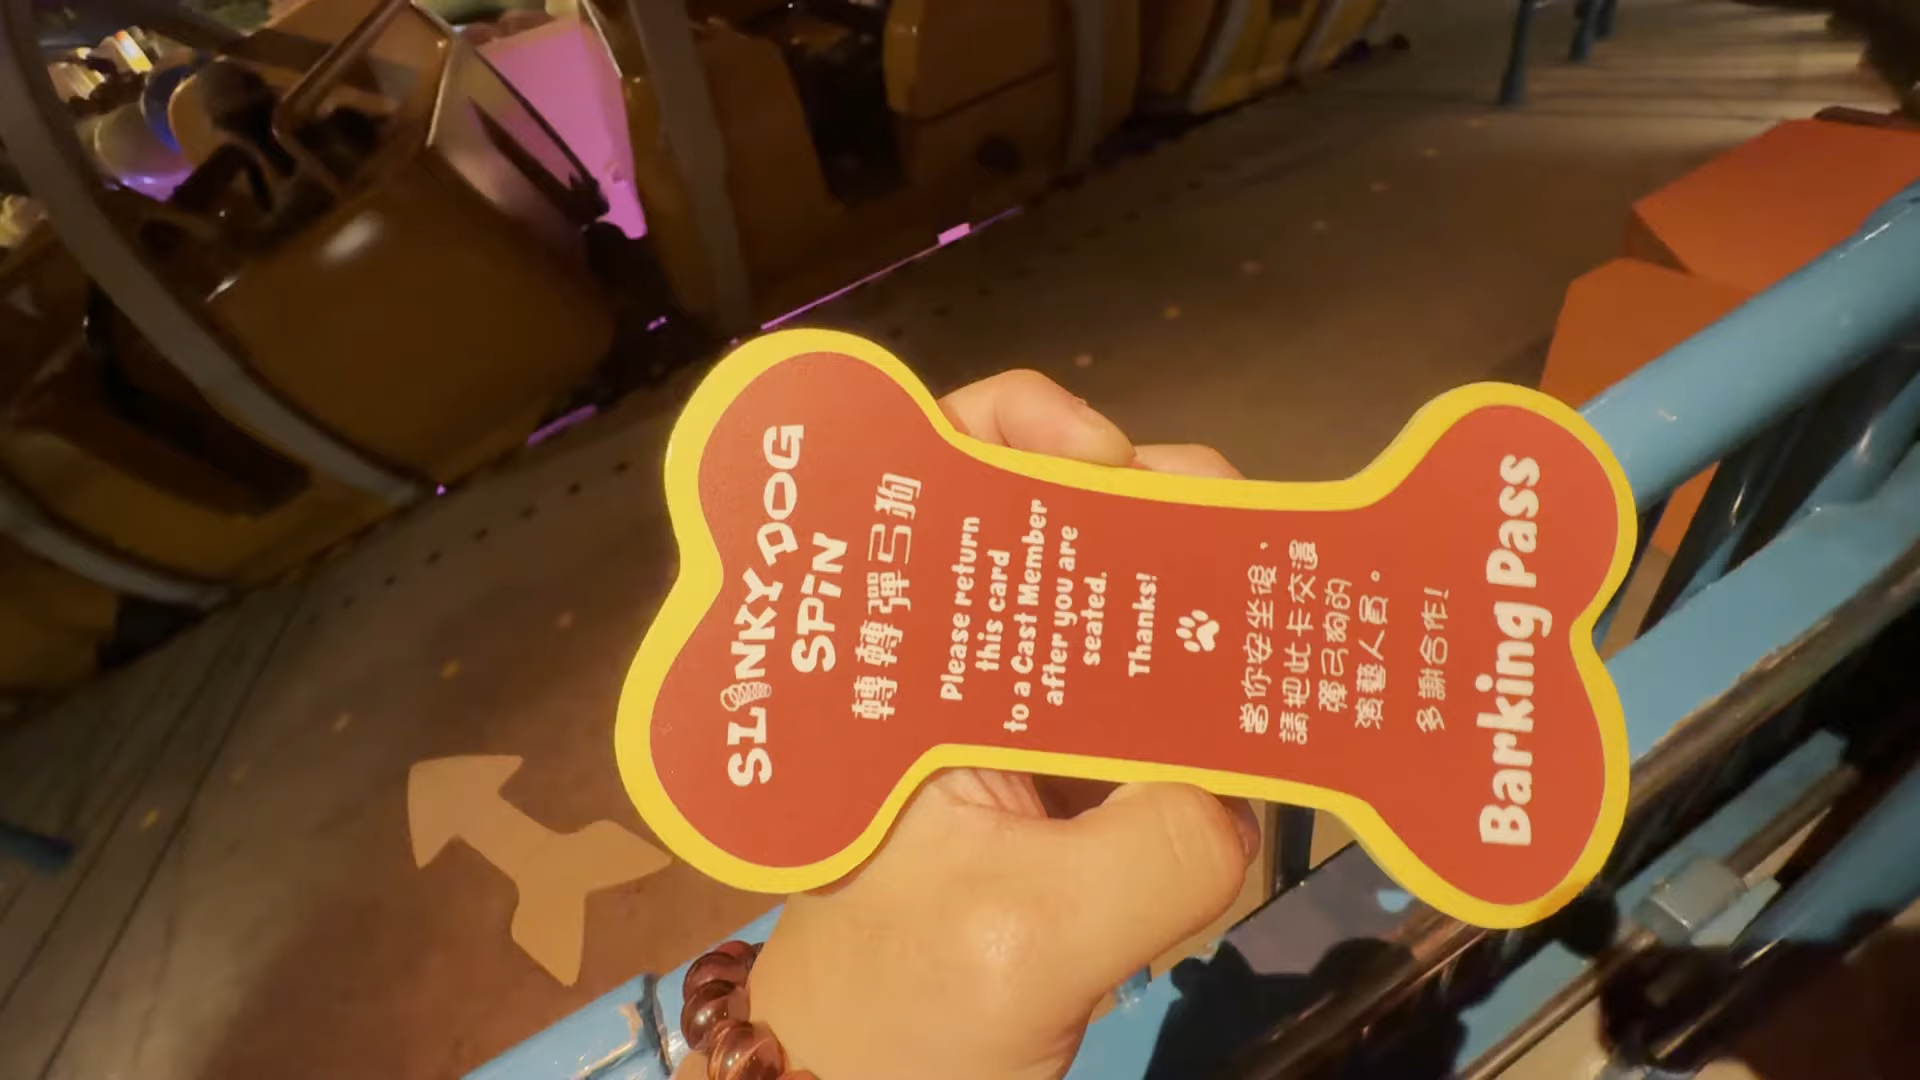 SLINKY DOG
SPIN
轉轉彈弓狗
Please return
this card
to a Cast Member
after you are
seated.
Thanks!
當你安坐後，
請把此卡交還
彈弓狗的
演藝人員。
多謝合作！
Barking Pass